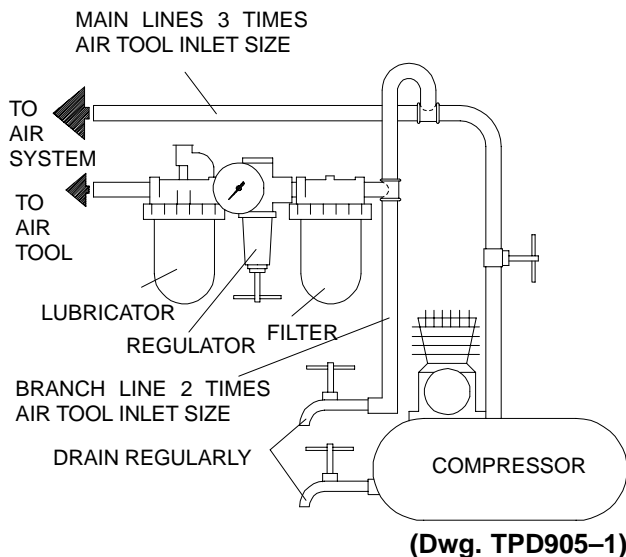 MAIN LINES 3 TIMES
AIR TOOL INLET SIZE
TO
AIR
SYSTEM
TO
AIR
TOOL
LUBRICATOR
REGULATOR
FILTER
BRANCH LINE 2 TIMES
AIR TOOL INLET SIZE
DRAIN REGULARLY
COMPRESSOR
(Dwg. TPD905–1)